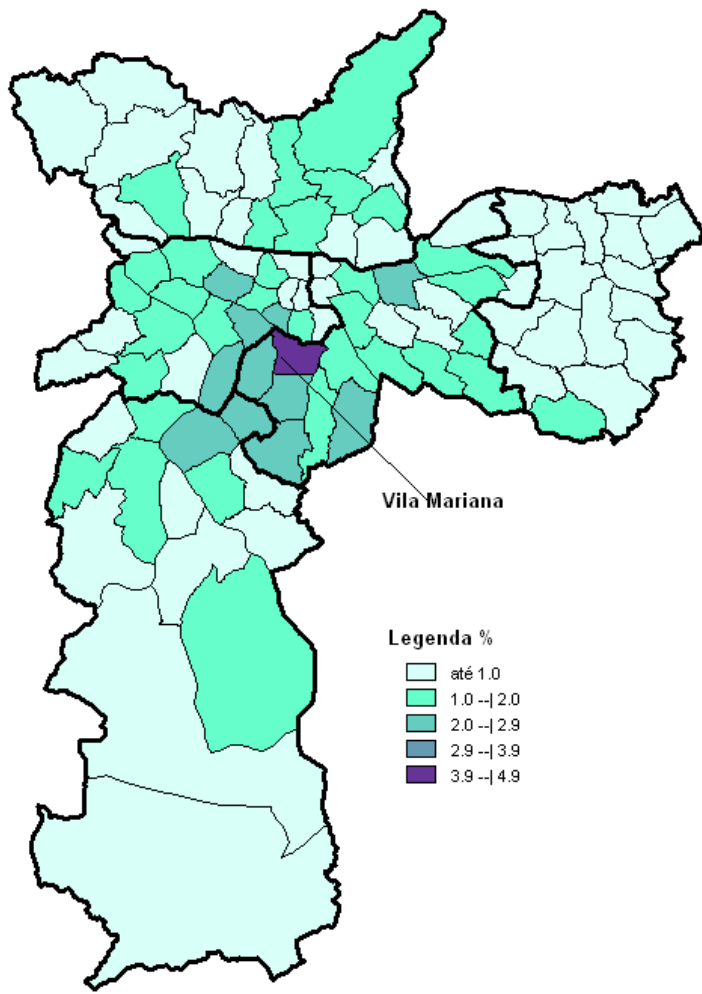 Vila Mariana
Legenda %
até 1.0
1.0 --| 2.0
2.0 --| 2.9
2.9 --| 3.9
3.9 --| 4.9